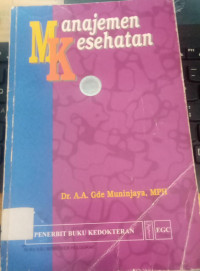 Manajemen
Kesehatan
Dr. A.A. Gde Muninjaya, MPH
PENERBIT BUKU KEDOKTERAN
EGC